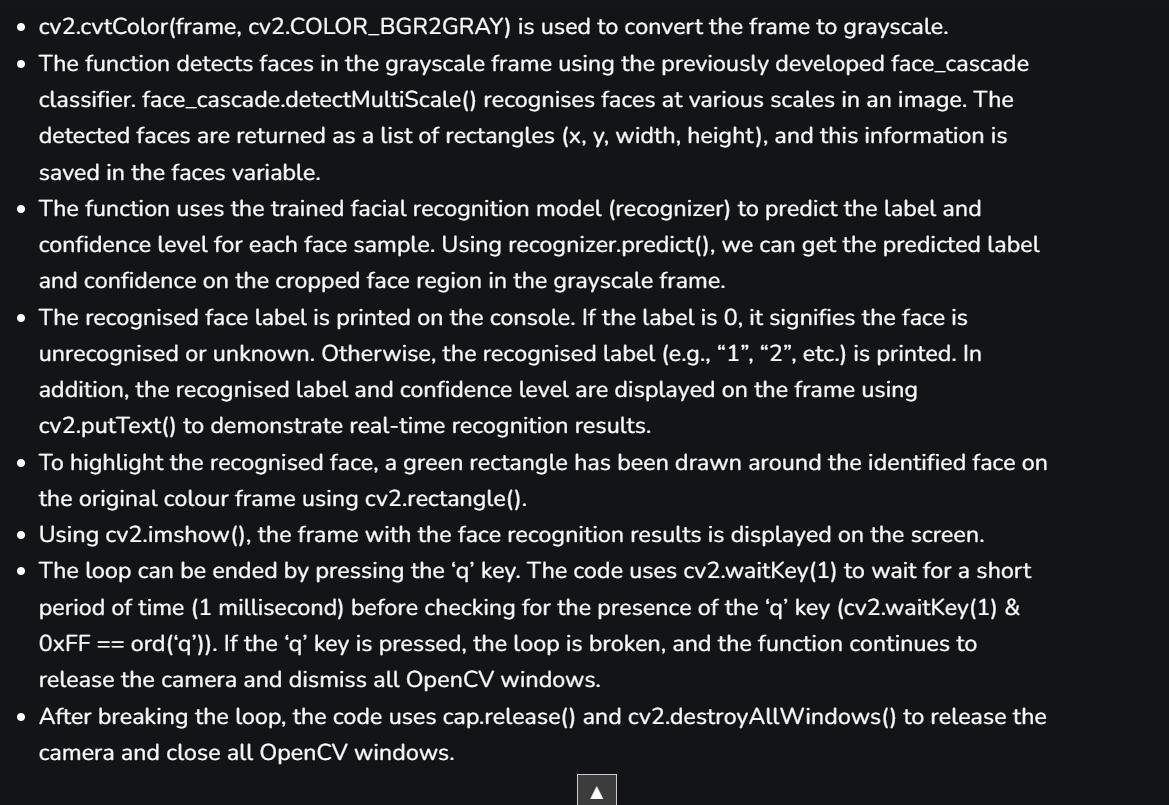 • cv2.cvtColor(frame, cv2.COLOR_BGR2GRAY) is used to convert the frame to grayscale.
• The function detects faces in the grayscale frame using the previously developed face_cascade
classifier. face_cascade.detectMultiScale() recognises faces at various scales in an image. The
detected faces are returned as a list of rectangles (x, y, width, height), and this information is
saved in the faces variable.
• The function uses the trained facial recognition model (recognizer) to predict the label and
confidence level for each face sample. Using recognizer.predict(), we can get the predicted label
and confidence on the cropped face region in the grayscale frame.
• The recognised face label is printed on the console. If the label is 0, it signifies the face is
unrecognised or unknown. Otherwise, the recognised label (e.g., “1”, “2”, etc.) is printed. In
addition, the recognised label and confidence level are displayed on the frame using
cv2.putText() to demonstrate real-time recognition results.
• To highlight the recognised face, a green rectangle has been drawn around the identified face on
the original colour frame using cv2.rectangle().
• Using cv2.imshow(), the frame with the face recognition results is displayed on the screen.
• The loop can be ended by pressing the ‘q’ key. The code uses cv2.waitKey(1) to wait for a short
period of time (1 millisecond) before checking for the presence of the ‘q’ key (cv2.waitKey(1) &
0xFF == ord(‘q’)). If the ‘q’ key is pressed, the loop is broken, and the function continues to
release the camera and dismiss all OpenCV windows.
• After breaking the loop, the code uses cap.release() and cv2.destroyAllWindows() to release the
camera and close all OpenCV windows.